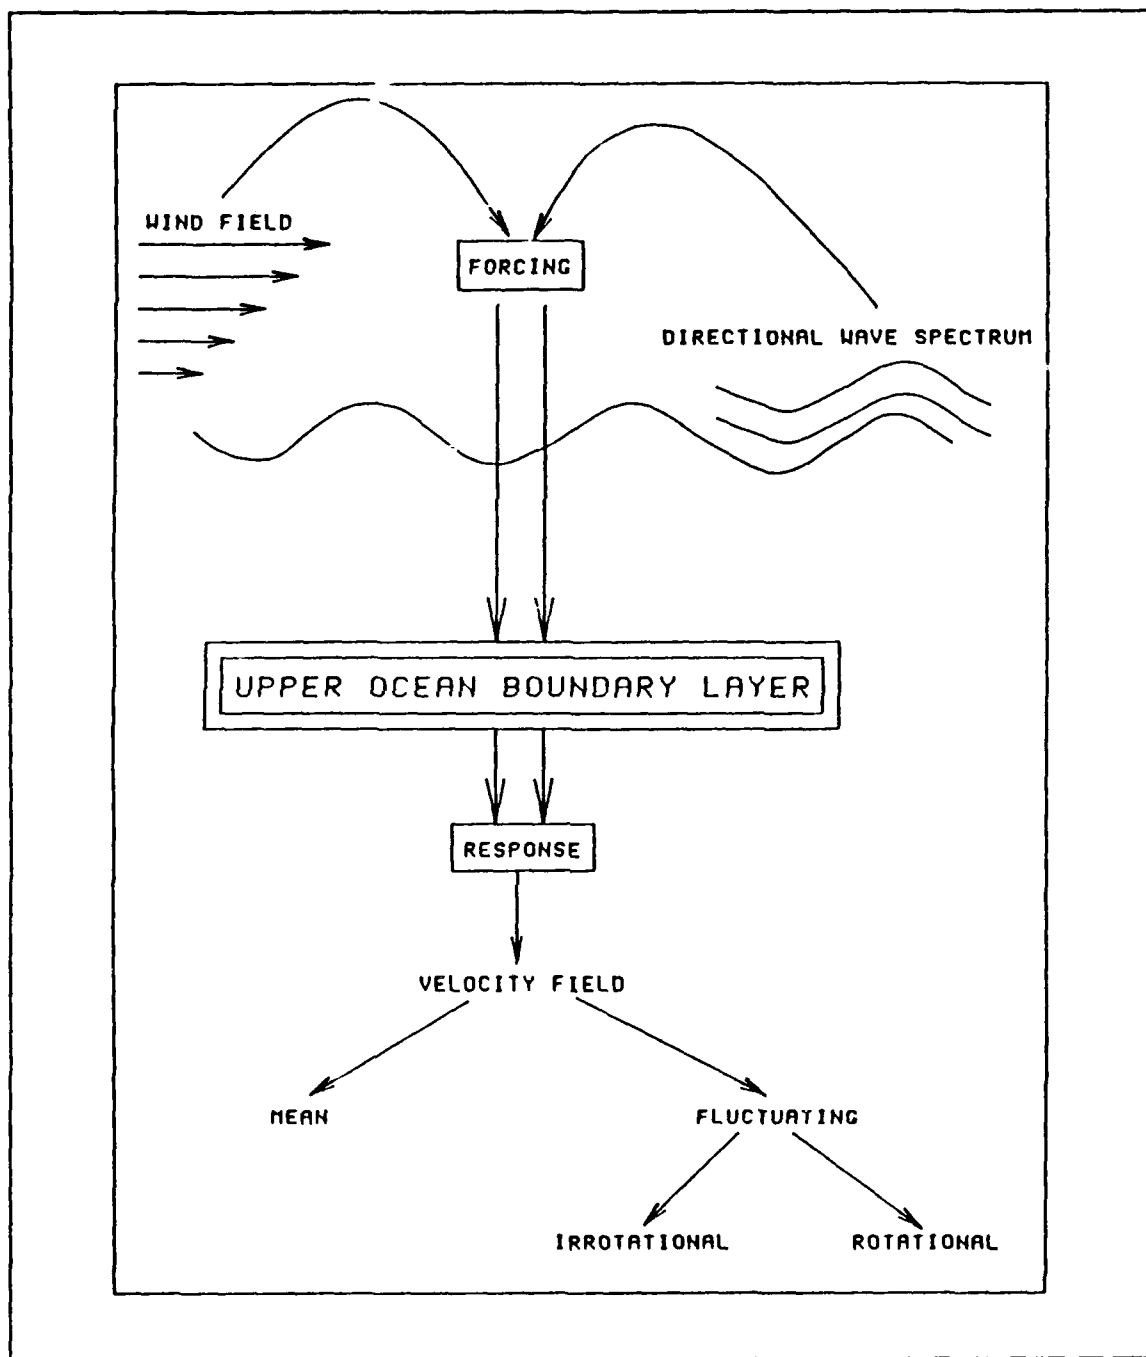 WIND FIELD
FORCING
DIRECTIONAL WAVE SPECTRUM
UPPER OCEAN BOUNDARY LAYER
RESPONSE
VELOCITY FIELD
MEAN
FLUCTUATING
IRROTATIONAL
ROTATIONAL